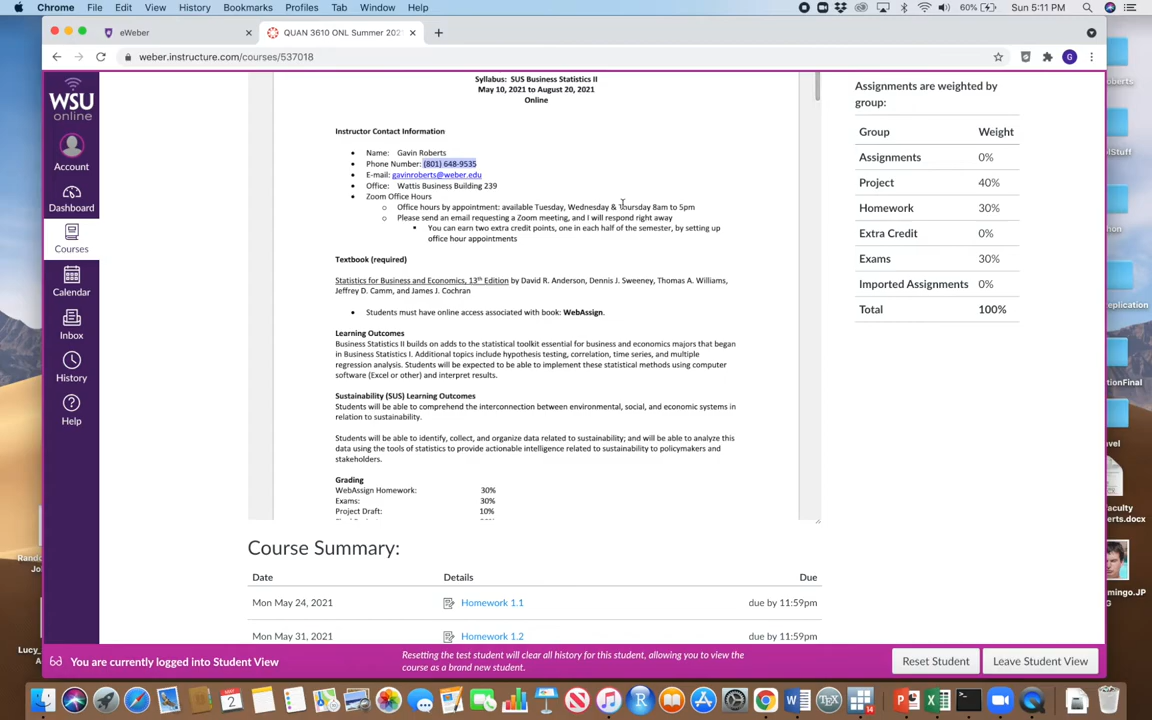 Chrome File Edit View History Bookmarks Profiles Tab Window Help 60% Sun 5:11 PM
eWeber QUAN 3610 ONL Summer 202
weber.instructure.com/courses/537018 G
WSU
online
Account
Dashboard
Courses
Calendar
Inbox
History
Help
Syllabus: SUS Business Statistics II
May 10, 2021 to August 20, 2021
Online
Instructor Contact Information
• Name: Gavin Roberts
• Phone Number: (801) 648-9535
• E-mail: gavinroberts@weber.edu
• Office: Wattis Business Building 239
• Zoom Office Hours
o Office hours by appointment: available Tuesday, Wednesday & Thursday 8am to 5pm
o Please send an email requesting a Zoom meeting, and I will respond right away
▪ You can earn two extra credit points, one in each half of the semester, by setting up
office hour appointments
Textbook (required)
Statistics for Business and Economics, 13th Edition by David R. Anderson, Dennis J. Sweeney, Thomas A. Williams,
Jeffrey D. Camm, and James J. Cochran
• Students must have online access associated with book: WebAssign.
Learning Outcomes
Business Statistics II builds on adds to the statistical toolkit essential for business and economics majors that began
in Business Statistics I. Additional topics include hypothesis testing, correlation, time series, and multiple
regression analysis. Students will be expected to be able to implement these statistical methods using computer
software (Excel or other) and interpret results.
Sustainability (SUS) Learning Outcomes
Students will be able to comprehend the interconnection between environmental, social, and economic systems in
relation to sustainability.
Students will be able to identify, collect, and organize data related to sustainability; and will be able to analyze this
data using the tools of statistics to provide actionable intelligence related to sustainability to policymakers and
stakeholders.
Grading
WebAssign Homework: 30%
Exams: 30%
Project Draft: 10%
Assignments are weighted by
group:
Group Weight
Assignments 0%
Project 40%
Homework 30%
Extra Credit 0%
Exams 30%
Imported Assignments 0%
Total 100%
Course Summary:
Date Details Due
Mon May 24, 2021 Homework 1.1 due by 11:59pm
Mon May 31, 2021 Homework 1.2 due by 11:59pm
You are currently logged into Student View
Resetting the test student will clear all history for this student, allowing you to view the
course as a brand new student.
Reset Student Leave Student View